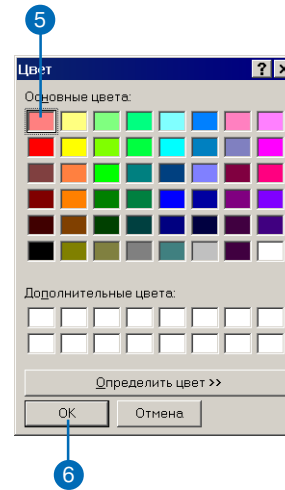 5
Цвет
Основные цвета:
Дополнительные цвета:
Определить цвет >>
OK
Отмена
6